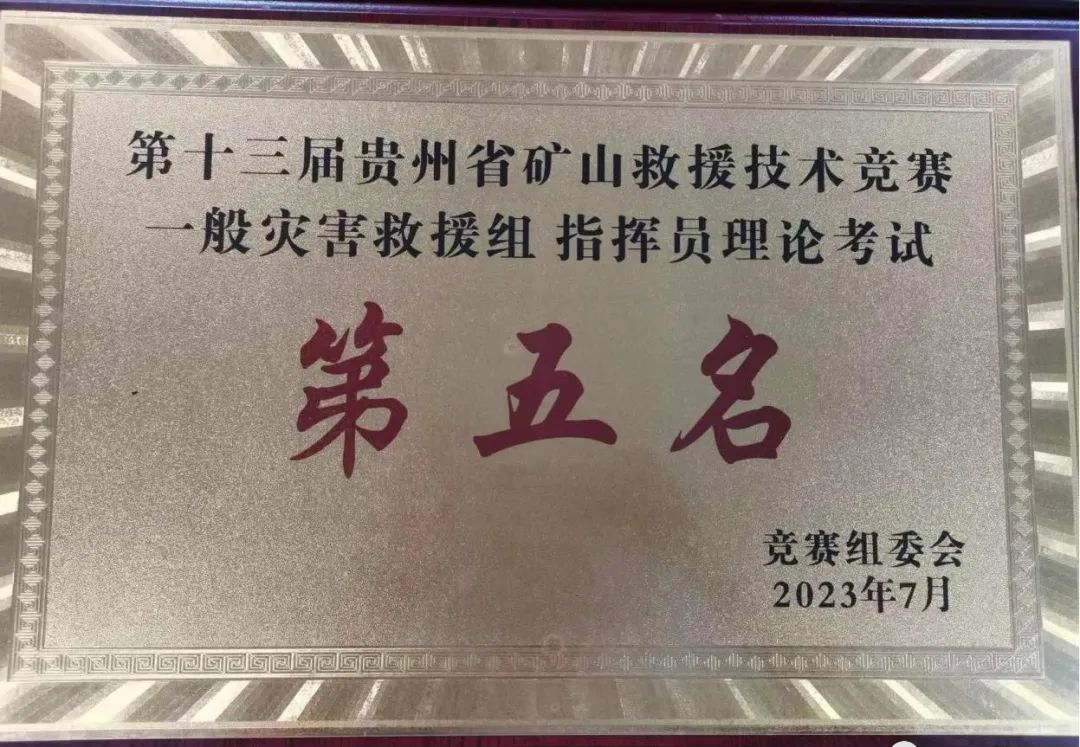 第十三届贵州省矿山救援技术竞赛
一般灾害救援组 指挥员理论考试
第五名
竞赛组委会
2023年7月